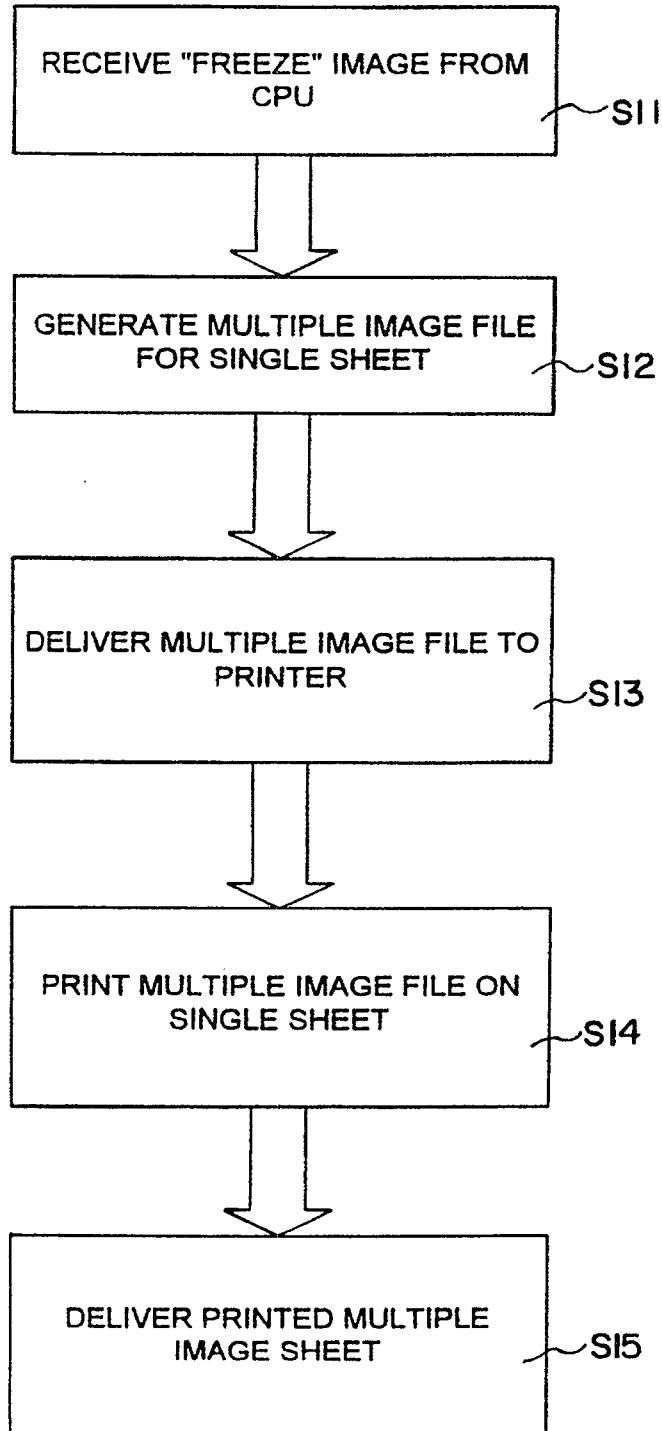 RECEIVE "FREEZE" IMAGE FROM
CPU
S11
GENERATE MULTIPLE IMAGE FILE
FOR SINGLE SHEET
S12
DELIVER MULTIPLE IMAGE FILE TO
PRINTER
S13
PRINT MULTIPLE IMAGE FILE ON
SINGLE SHEET
S14
DELIVER PRINTED MULTIPLE
IMAGE SHEET
S15